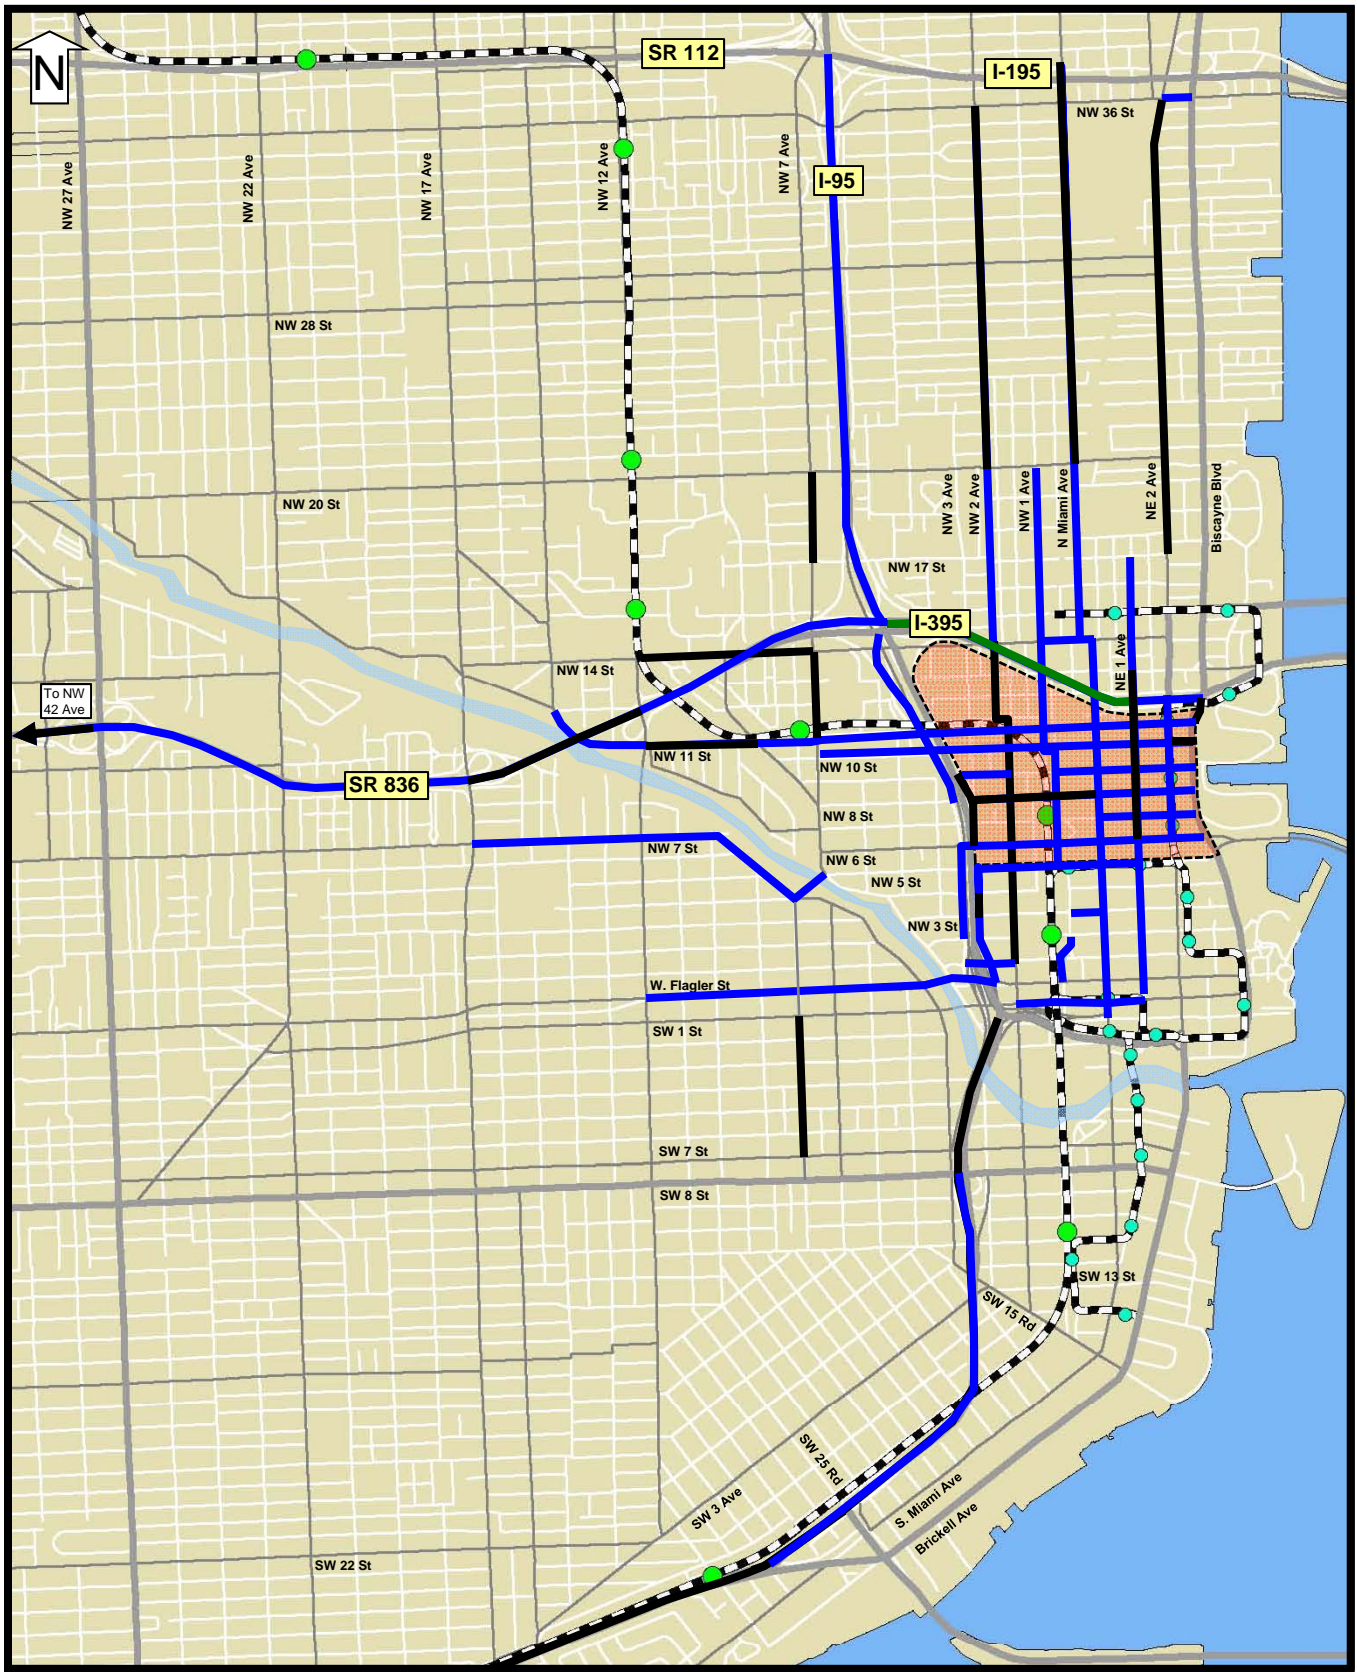 N
SR 112
I-195
NW 36 St
NW 27 Ave
NW 22 Ave
NW 17 Ave
NW 12 Ave
NW 7 Ave
I-95
NW 28 St
NW 20 St
NW 3 Ave
NW 2 Ave
NW 1 Ave
N Miami Ave
NE 2 Ave
Biscayne Blvd
NW 17 St
I-395
NE 1 Ave
NW 14 St
To NW
42 Ave
NW 11 St
NW 10 St
SR 836
NW 8 St
NW 7 St
NW 6 St
NW 5 St
NW 3 St
W. Flagler St
SW 1 St
SW 7 St
SW 8 St
SW 13 St
SW 15 Rd
SW 25 Rd
SW 3 Ave
S. Miami Ave
Brickell Ave
SW 22 St